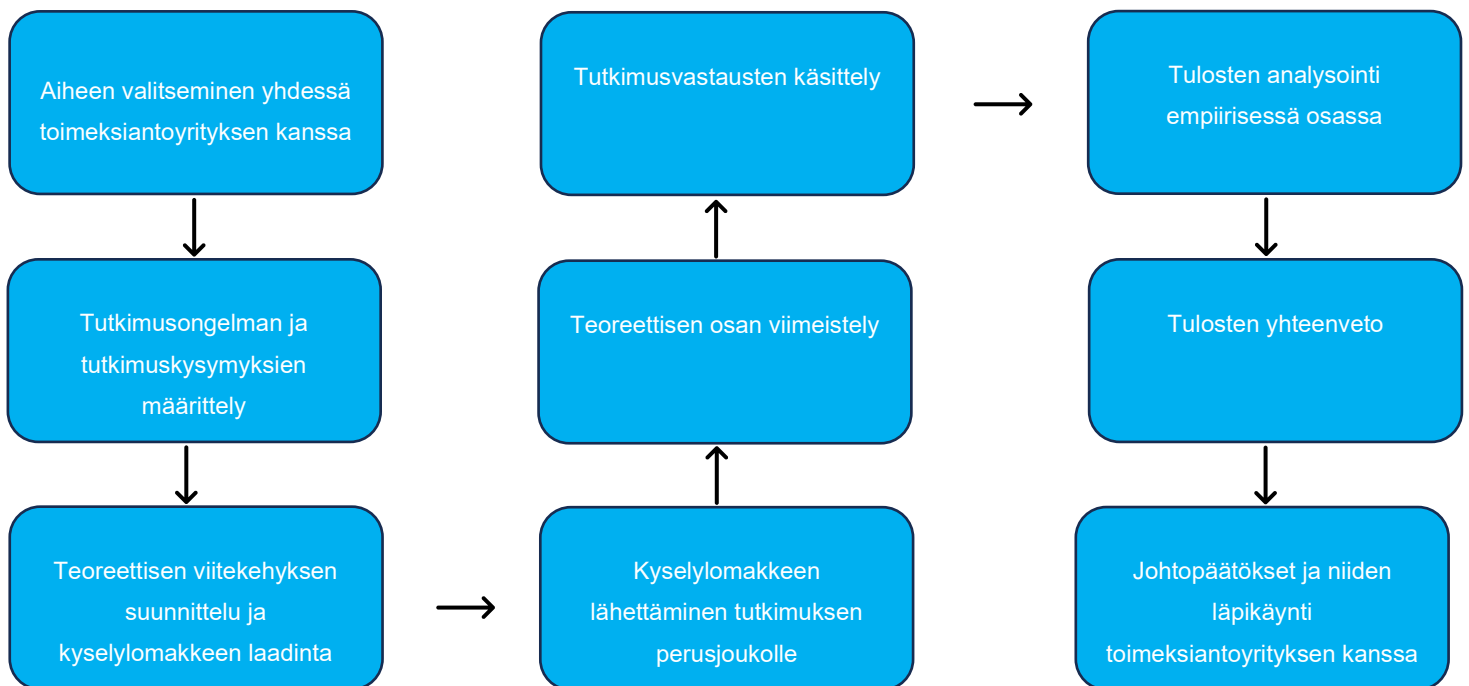 Aiheen valitseminen yhdessä
toimeksiantoyrityksen kanssa
Tutkimusongelman ja
tutkimuskysymyksien
määrittely
Teoreettisen viitekehyksen
suunnittelu ja
kyselylomakkeen laadinta
Kyselylomakkeen
lähettäminen tutkimuksen
perusjoukolle
Teoreettisen osan viimeistely
Tutkimusvastausten käsittely
Tulosten analysointi
empiirisessä osassa
Tulosten yhteenveto
Johtopäätökset ja niiden
läpikäynti
toimeksiantoyrityksen kanssa